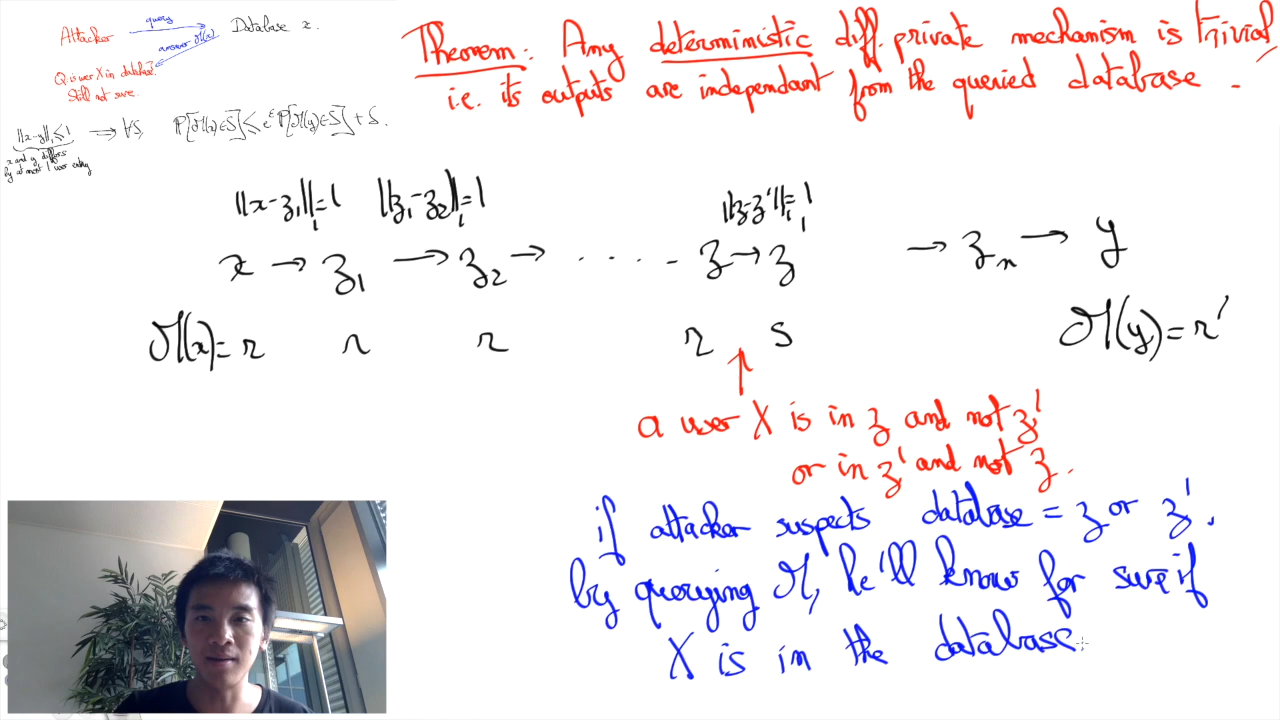 Attacker query Database x.
answer M(x)
Q: is user X in database?
Still not sure.
||x-y||₁ ≤ 1 ⟹ ∀S, P[M(x)∈S] ≤ e^ε P[M(y)∈S] + δ.
x and y differs
by at most 1 user entry
Theorem: Any deterministic diff. private mechanism is trivial,
i.e. its outputs are independant from the queried database.
||x-z₁||₁=1 ||z₁-z₂||₁=1 ||z-z'||₁=1
x → z₁ → z₂ → ..... z → z → zₙ → y
M(x)= r r r r s M(y)= r'
a user X is in z and not z'
or in z' and not z.
if attacker suspects database = z or z',
by querying M, he'll know for sure if
X is in the database